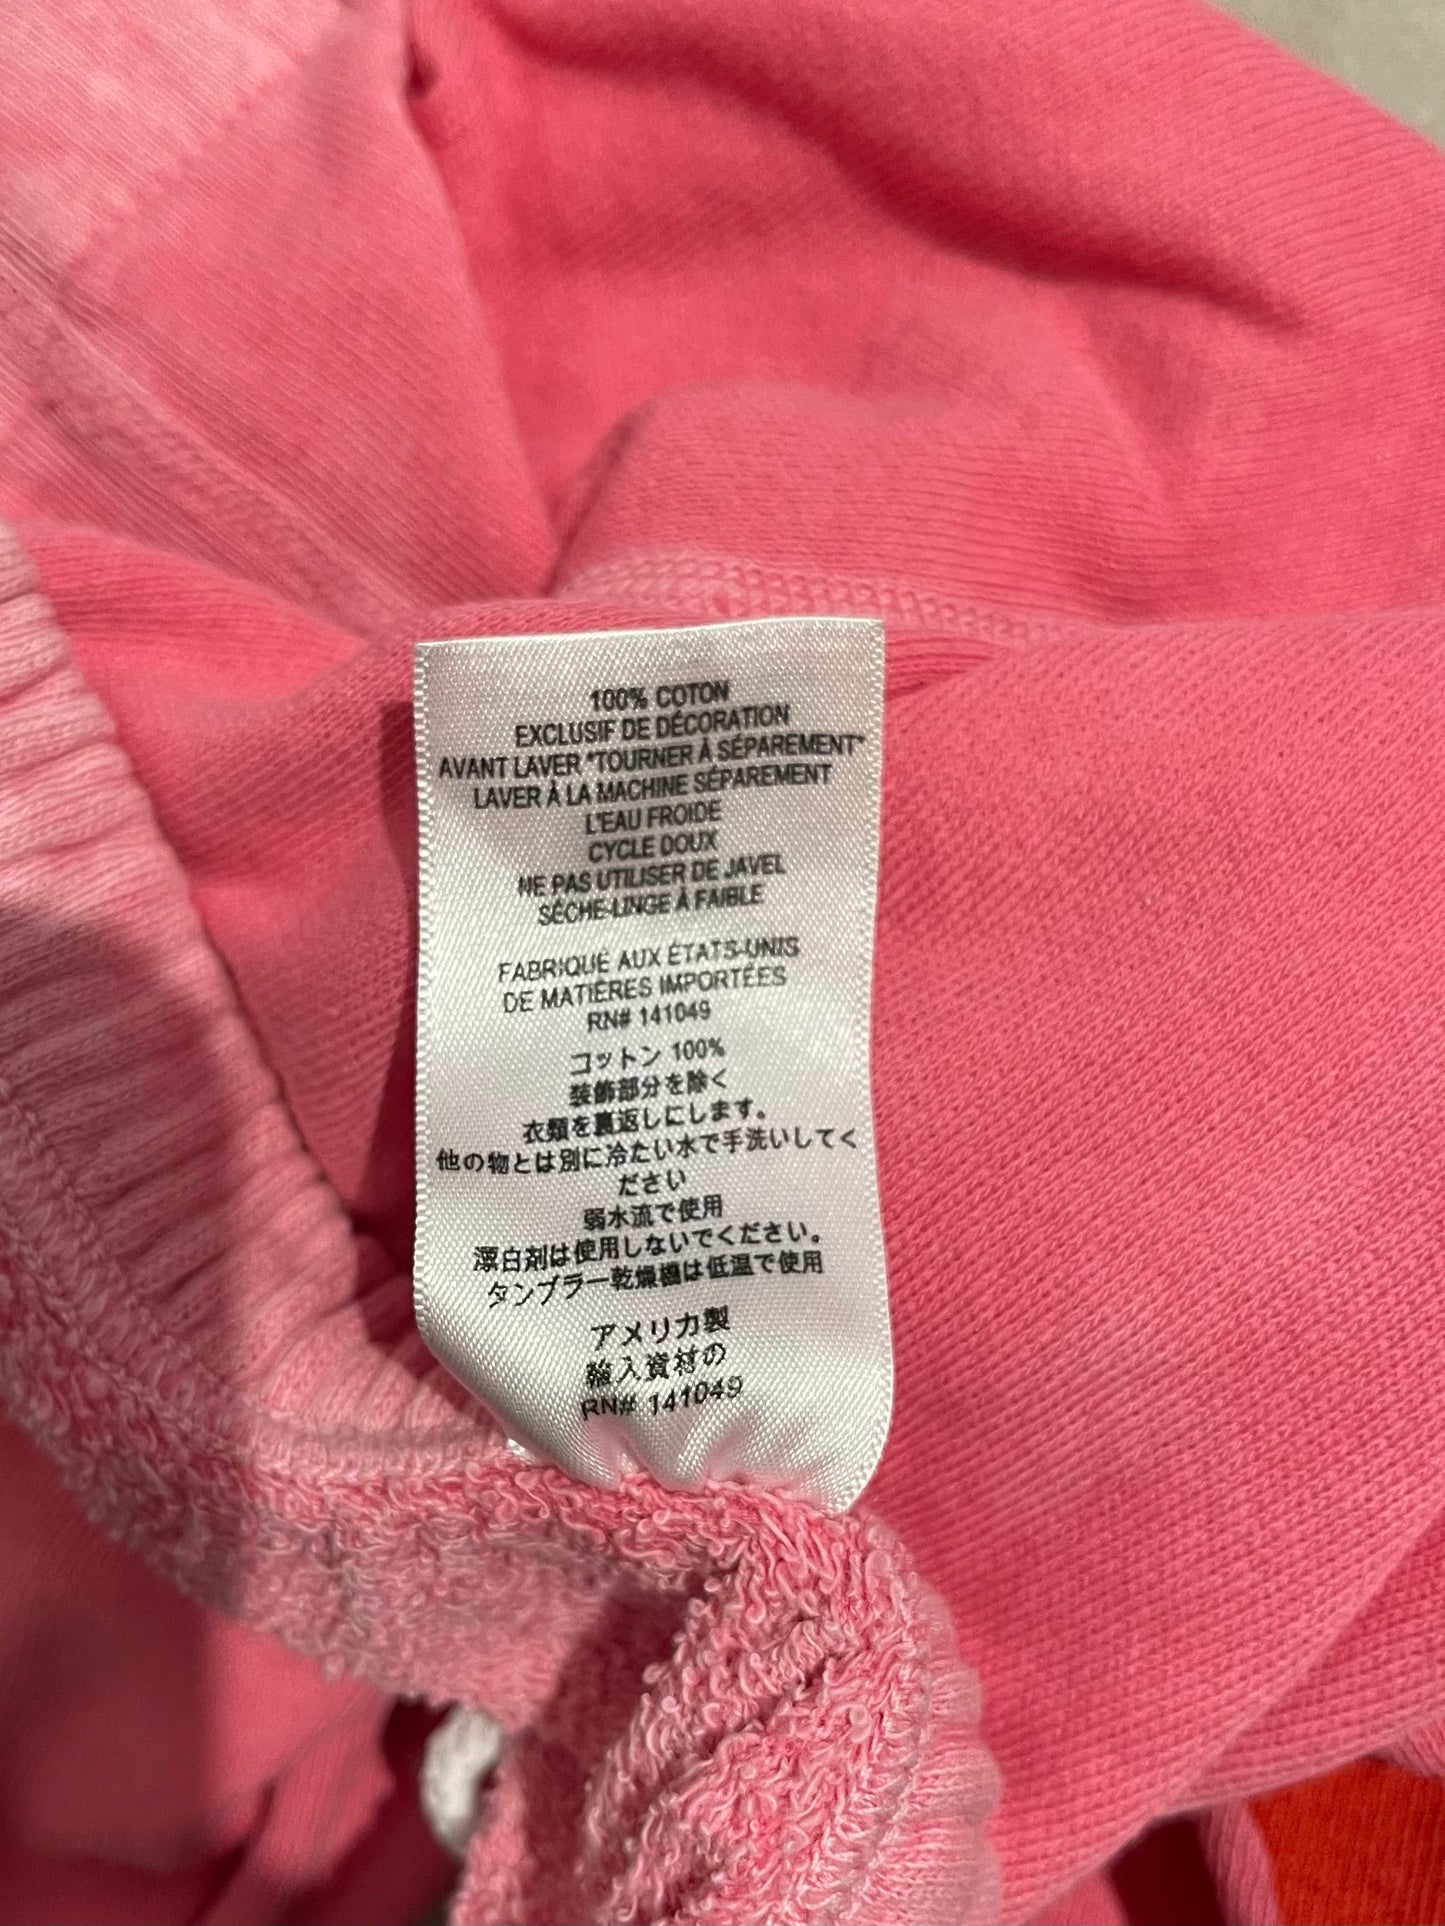 100% COTON
EXCLUSIF DE DÉCORATION
AVANT LAVER "TOURNER À SÉPAREMENT"
LAVER À LA MACHINE SÉPAREMENT
L'EAU FROIDE
CYCLE DOUX
NE PAS UTILISER DE JAVEL
SÉCHE-LINGE À FAIBLE
FABRIQUÉ AUX ÉTATS-UNIS
DE MATIÈRES IMPORTÉES
RN# 141049
コットン 100%
装飾部分を除く
衣類を裏返しにします。
他の物とは別に冷たい水で手洗いしてく
ださい
弱水流で使用
漂白剤は使用しないでください。
タンブラー乾燥機は低温で使用
アメリカ製
輸入資材の
RN# 141049